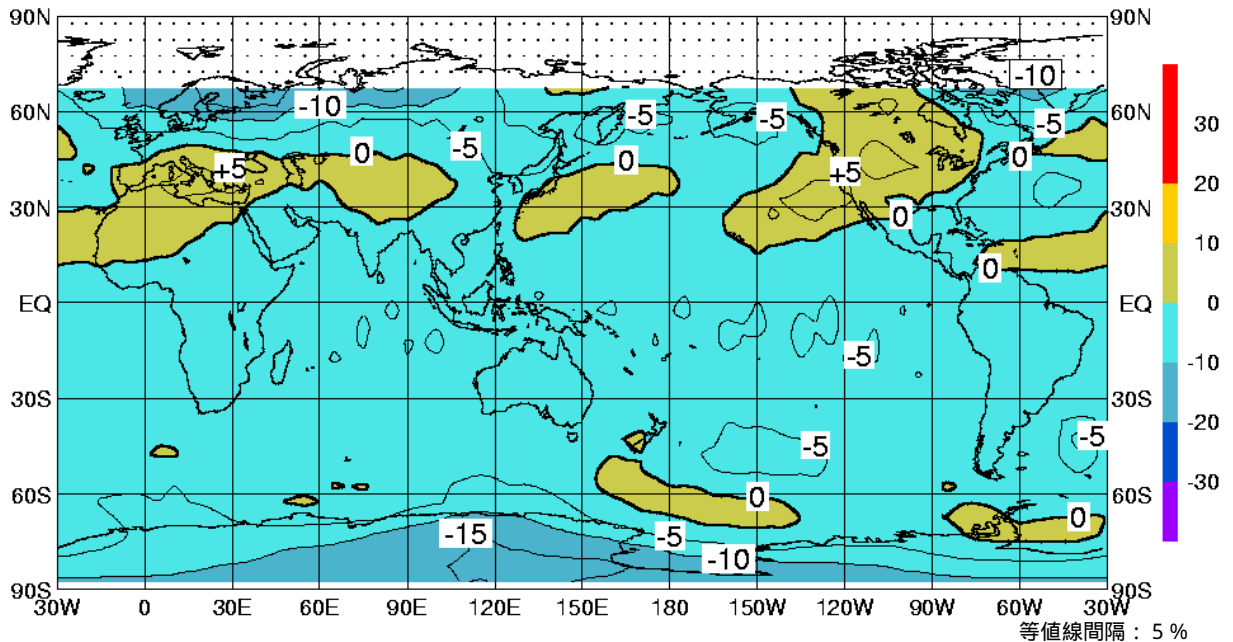 90N 90N
-10
60N -10 -5 -5 -5 60N 30
0 -5 0 0
+5 +5 20
30N 0 30N
0 10
EQ EQ 0
-5
-10
30S 30S
-5 -5 -20
60S 0 60S -30
-15 -5 0
-10
90S 90S
30W 0 30E 60E 90E 120E 150E 180 150W 120W 90W 60W 30W
等値線間隔： 5 %